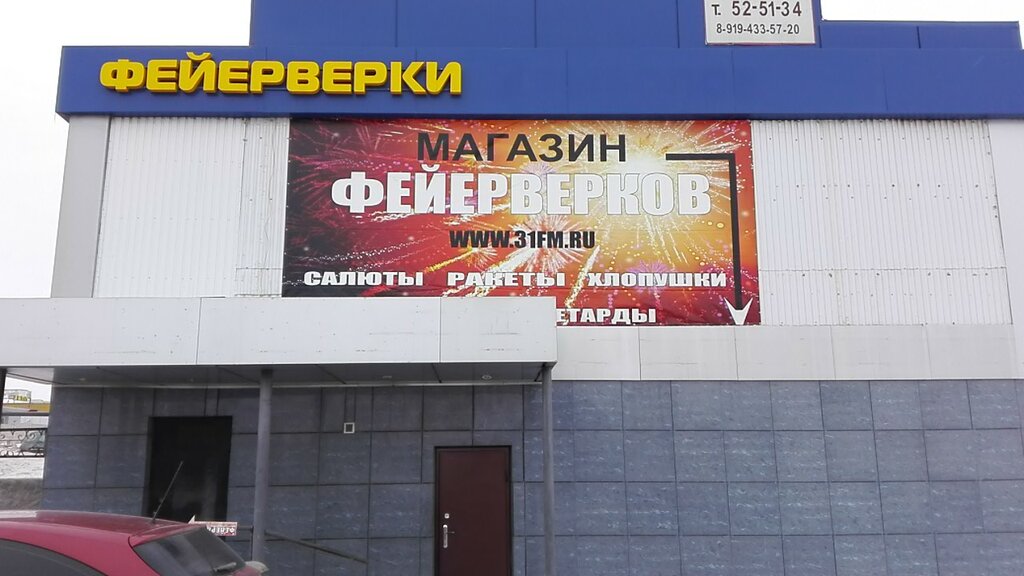 т. 52-51-34
8-919-433-57-20
ФЕЙЕРВЕРКИ
МАГАЗИН
ФЕЙЕРВЕРКОВ
WWW.31FM.RU
САЛЮТЫ РАКЕТЫ ХЛОПУШКИ
ЕТАРДЫ